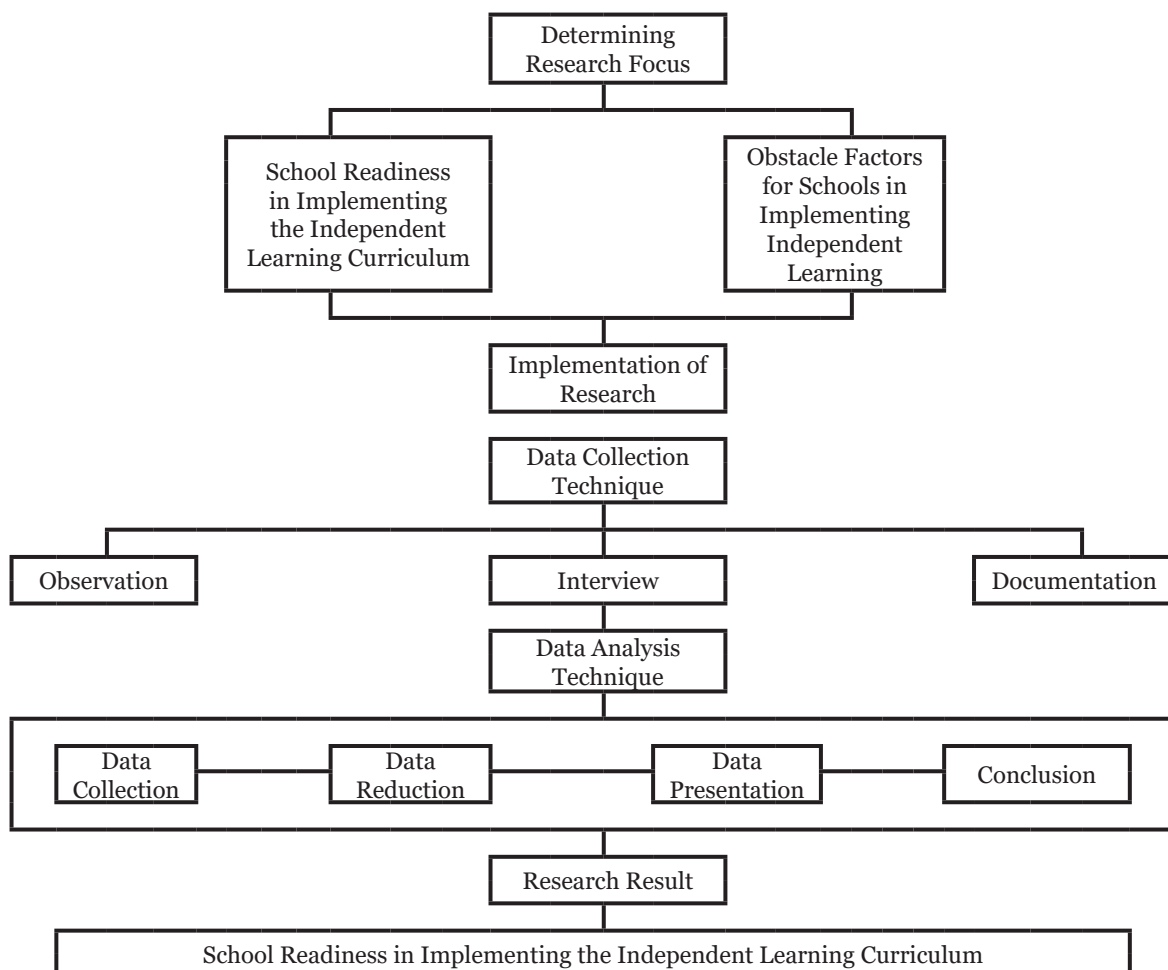 Determining
Research Focus
School Readiness
in Implementing
the Independent
Learning Curriculum
Obstacle Factors
for Schools in
Implementing
Independent
Learning
Implementation of
Research
Data Collection
Technique
Observation
Interview
Documentation
Data Analysis
Technique
Data
Collection
Data
Reduction
Data
Presentation
Conclusion
Research Result
School Readiness in Implementing the Independent Learning Curriculum